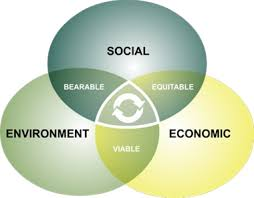 SOCIAL
BEARABLE
EQUITABLE
ENVIRONMENT
ECONOMIC
VIABLE